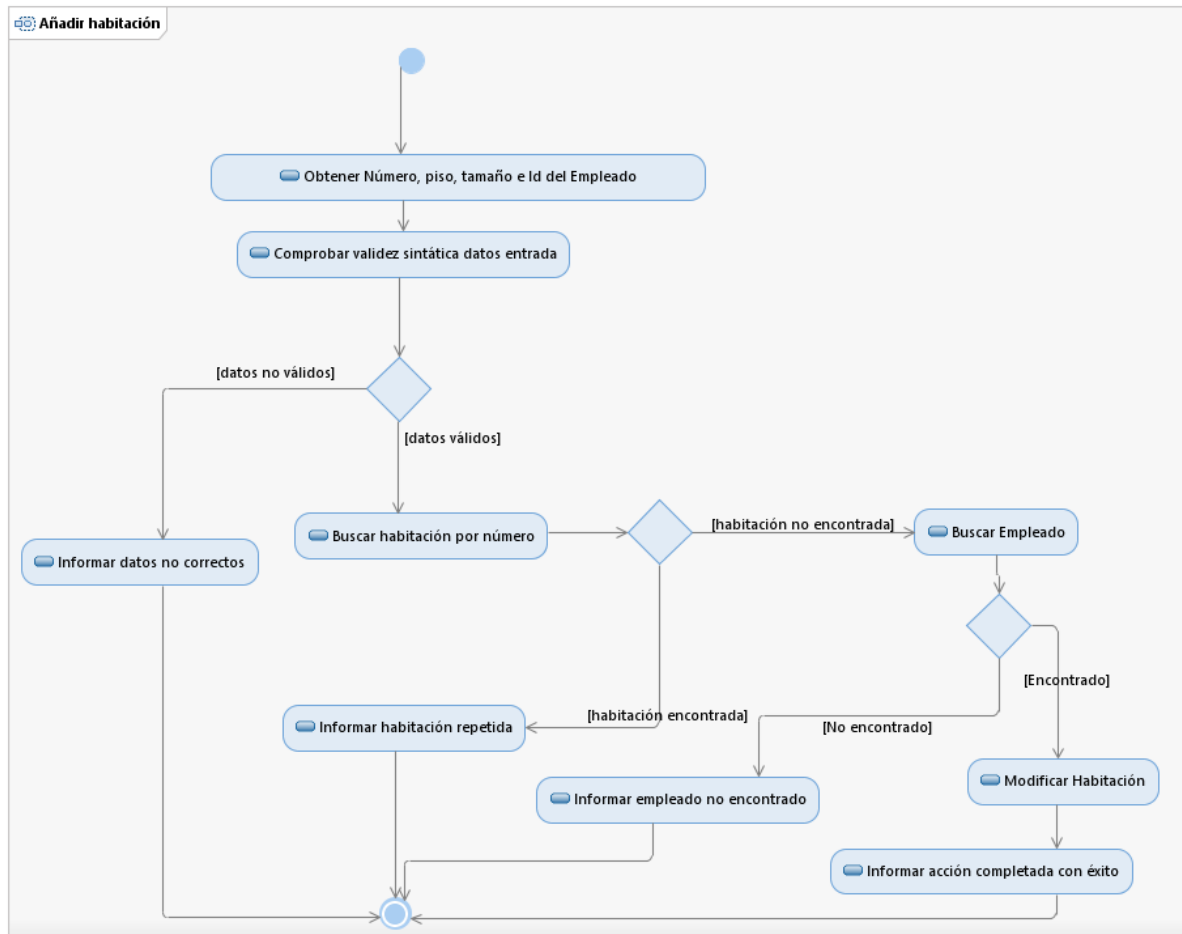 Añadir habitación
Obtener Número, piso, tamaño e Id del Empleado
Comprobar validez sintática datos entrada
[datos no válidos]
[datos válidos]
Buscar habitación por número
[habitación no encontrada]
Buscar Empleado
Informar datos no correctos
[Encontrado]
Informar habitación repetida
[habitación encontrada]
[No encontrado]
Modificar Habitación
Informar empleado no encontrado
Informar acción completada con éxito